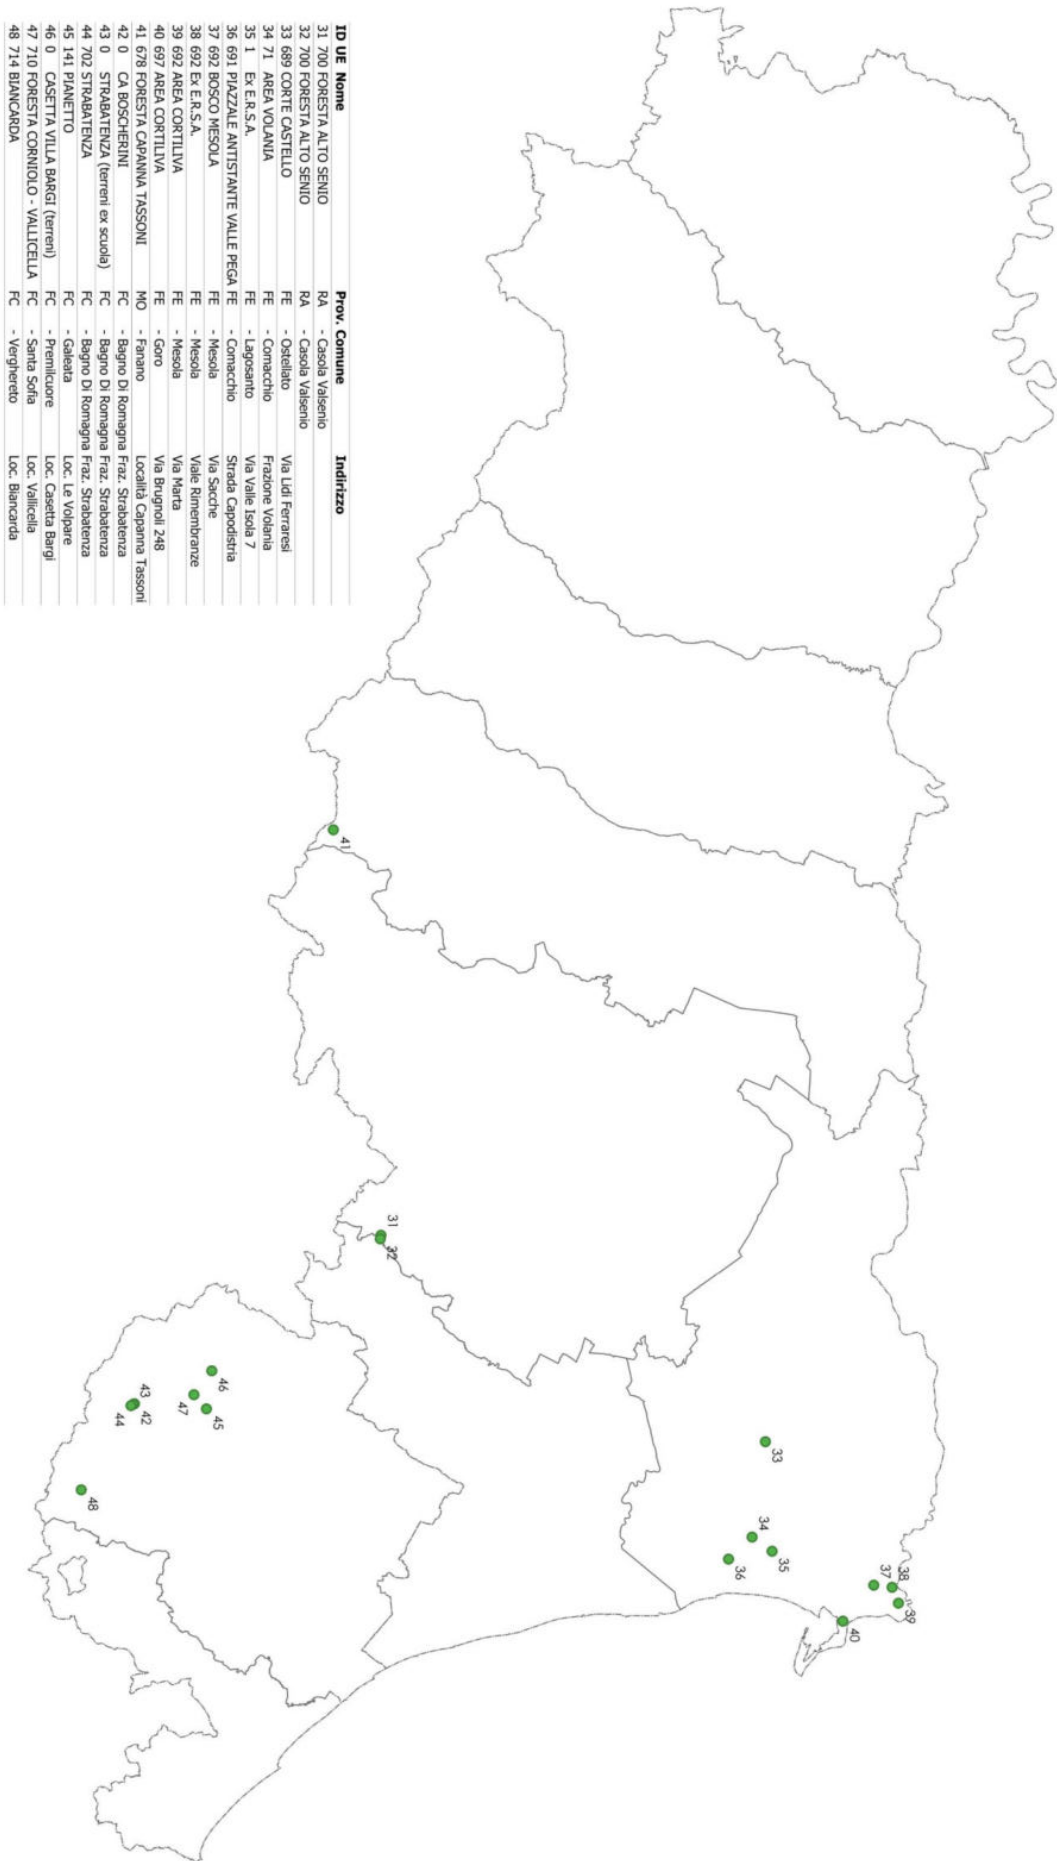 ID UE Nome Prov. Comune Indirizzo
31 700 FORESTA ALTO SENIO RA - Casola Valsenio
32 700 FORESTA ALTO SENIO RA - Casola Valsenio
33 689 CORTE CASTELLO FE - Ostellato Via Lidi Ferraresi
34 71 AREA VOLANIA FE - Comacchio Frazione Volania
35 1 Ex E.R.S.A. FE - Lagosanto Via Valle Isola 7
36 691 PIAZZALE ANTISTANTE VALLE PEGA FE - Comacchio Strada Capodistria
37 692 BOSCO MESOLA FE - Mesola Via Sacche
38 692 Ex E.R.S.A. FE - Mesola Viale Rimembranze
39 692 AREA CORTILIVA FE - Mesola Via Marta
40 697 AREA CORTILIVA FE - Goro Via Brugnoli 248
41 678 FORESTA CAPANNA TASSONI MO - Fanano Località Capanna Tassoni
42 0 CA BOSCHERINI FC - Bagno Di Romagna Fraz. Strabatenza
43 0 STRABATENZA (terreni ex scuola) FC - Bagno Di Romagna Fraz. Strabatenza
44 702 STRABATENZA FC - Bagno Di Romagna Fraz. Strabatenza
45 141 PIANETTO FC - Galeata Loc. Le Volpare
46 0 CASETTA VILLA BARGI (terreni) FC - Premilcuore Loc. Casetta Bargi
47 710 FORESTA CORNIOLO - VALLICELLA FC - Santa Sofia Loc. Vallicella
48 714 BIANCARDA FC - Verghereto Loc. Biancarda
38
39
37
40
35
34
36
33
41
31
32
46
45
47
43
42
44
48